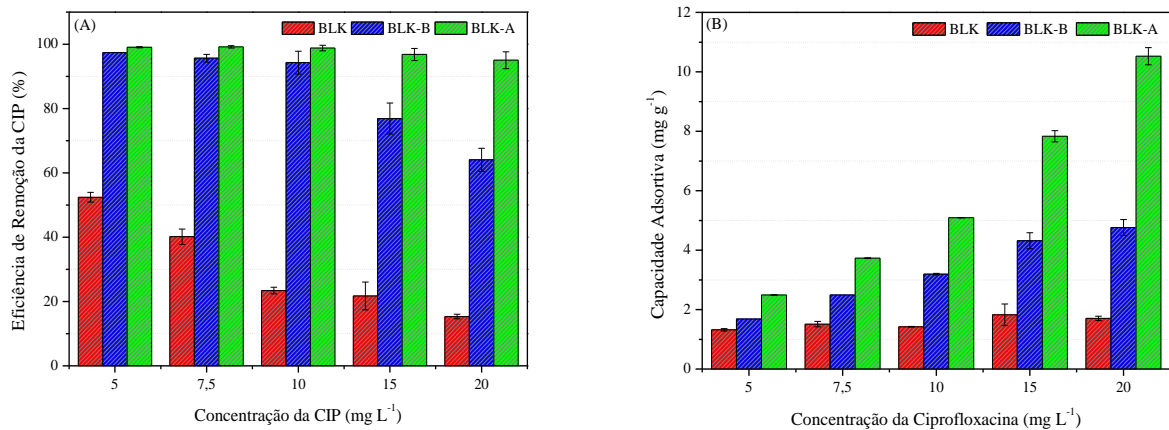 (A)
BLK BLK-B BLK-A
Eficiência de Remoção da CIP (%)
100
80
60
40
20
0
5 7,5 10 15 20
Concentração da CIP (mg L-1)
(B)
BLK BLK-B BLK-A
Capacidade Adsortiva (mg g-1)
12
10
8
6
4
2
0
5 7,5 10 15 20
Concentração da Ciprofloxacina (mg L-1)